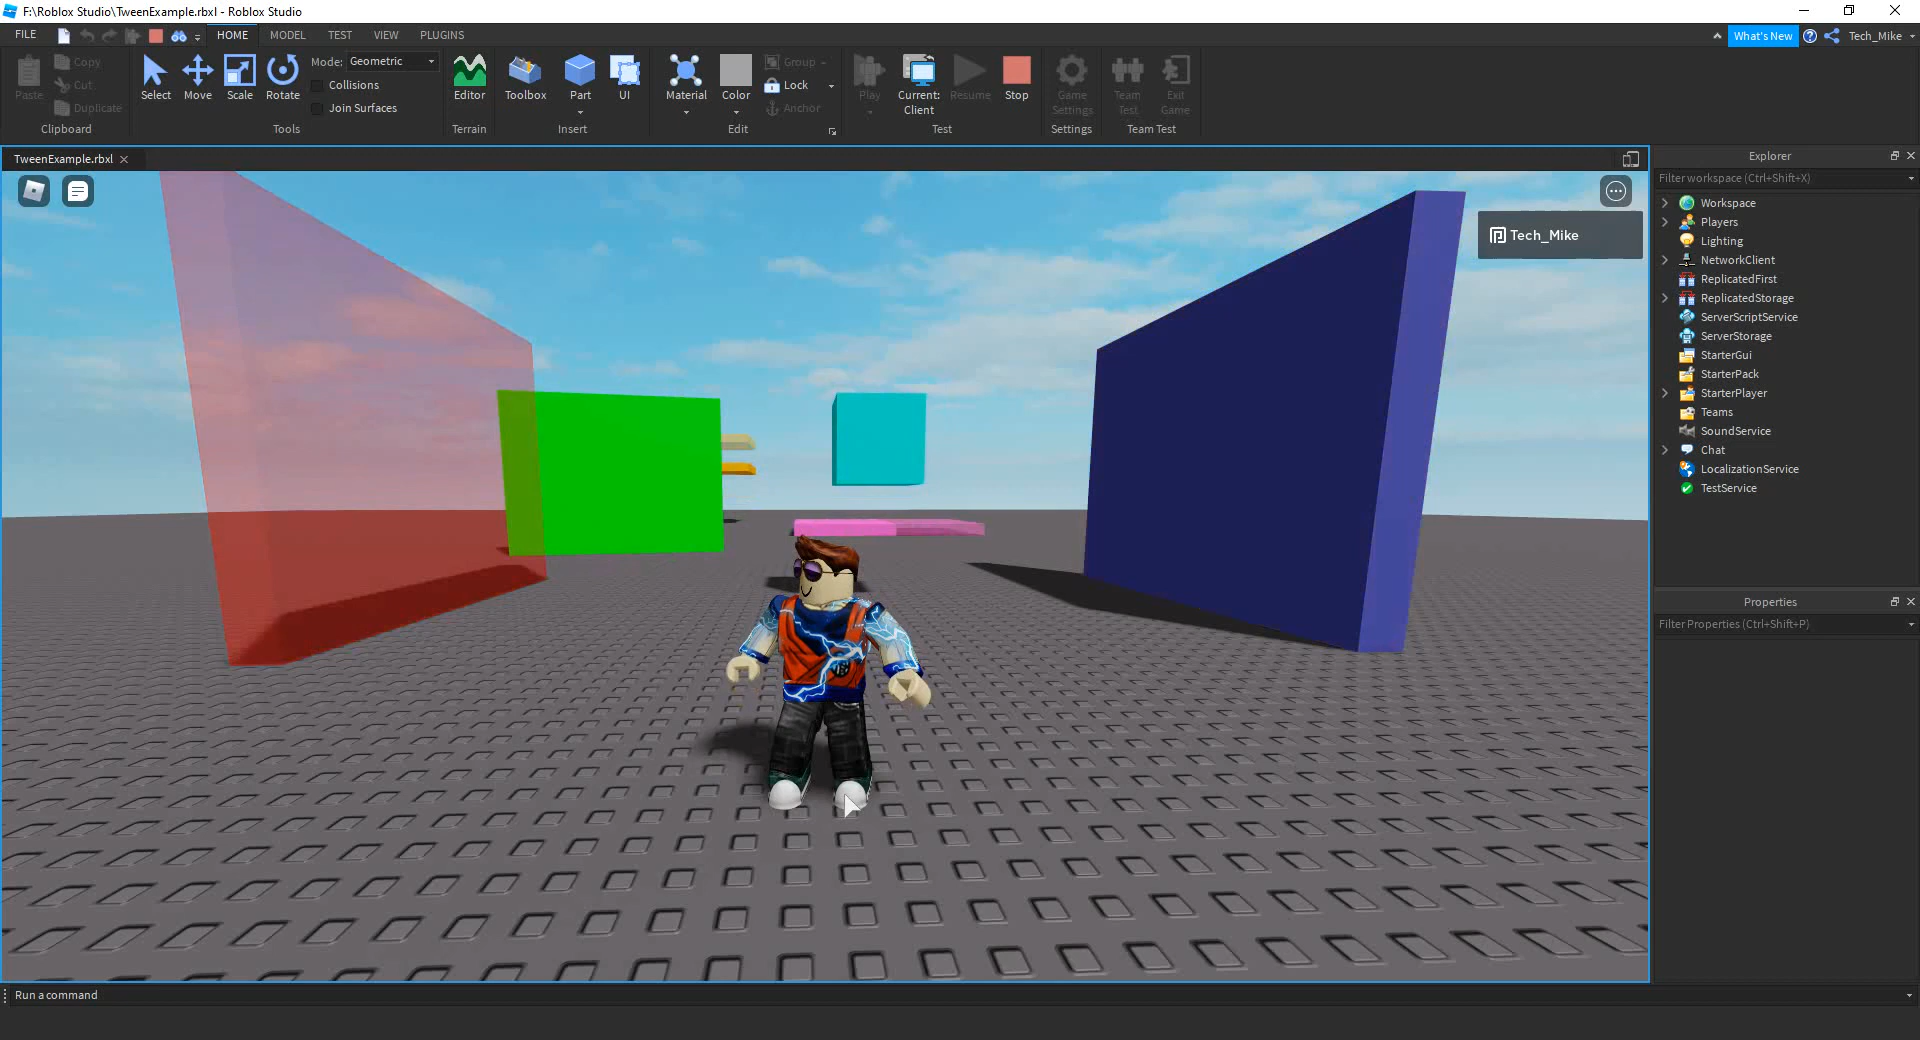 F:\Roblox Studio\TweenExample.rbxl - Roblox Studio
FILE HOME MODEL TEST VIEW PLUGINS What's New Tech_Mike
Paste Copy Cut Duplicate
Clipboard
Select Move Scale Rotate Mode: Geometric
Collisions
Join Surfaces
Tools
Editor
Terrain
Toolbox Part UI
Insert
Material Color Group Lock Anchor
Edit
Play Current: Client Resume Stop
Test
Game Settings
Settings
Team Test Exit Game
Team Test
TweenExample.rbxl
Tech_Mike
Explorer
Filter workspace (Ctrl+Shift+X)
Workspace
Players
Lighting
NetworkClient
ReplicatedFirst
ReplicatedStorage
ServerScriptService
ServerStorage
StarterGui
StarterPack
StarterPlayer
Teams
SoundService
Chat
LocalizationService
TestService
Properties
Filter Properties (Ctrl+Shift+P)
Run a command